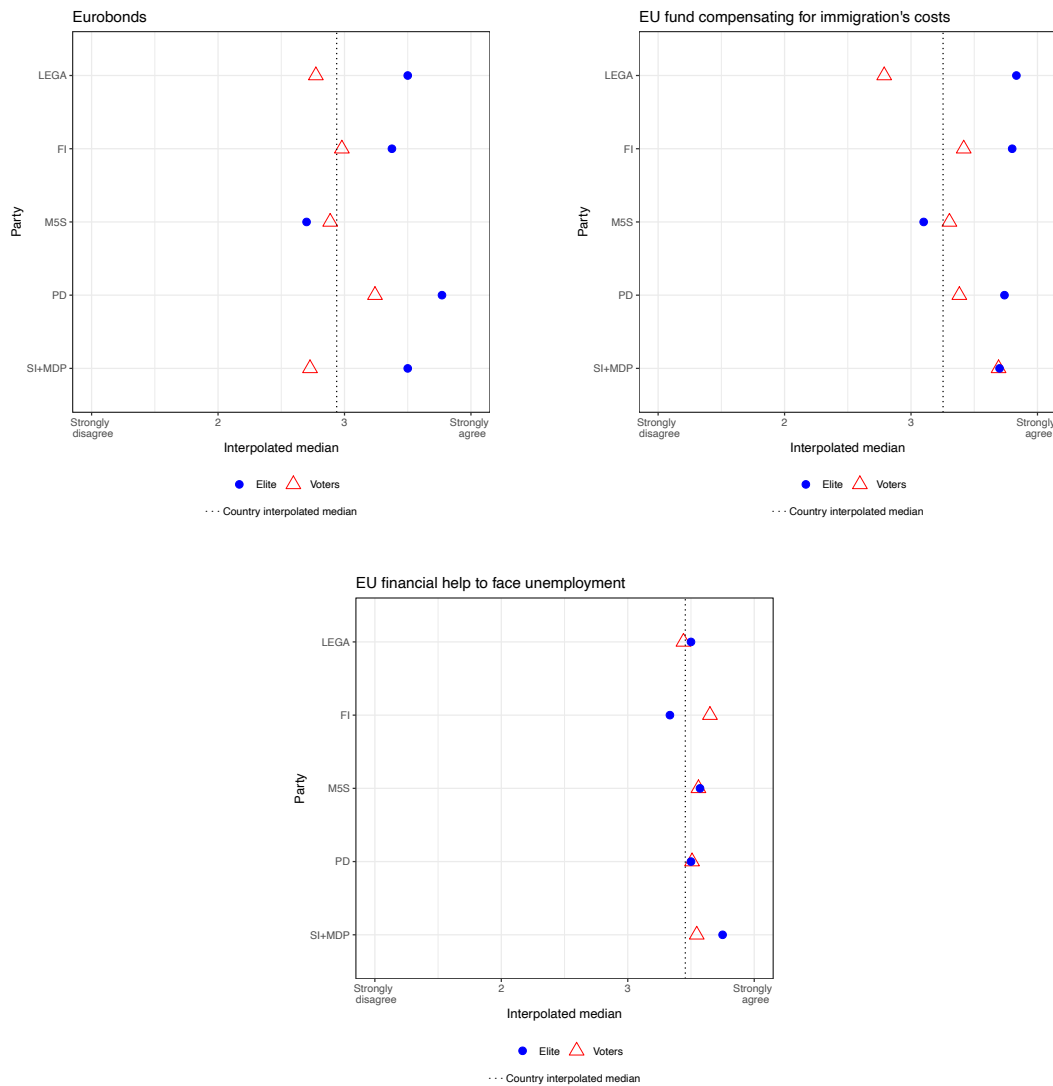 Eurobonds
LEGA
FI
M5S
PD
SI+MDP
Party
Strongly
disagree
2
3
Strongly
agree
Interpolated median
Elite Voters
··· Country interpolated median
EU fund compensating for immigration's costs
LEGA
FI
M5S
PD
SI+MDP
Party
Strongly
disagree
2
3
Strongly
agree
Interpolated median
Elite Voters
··· Country interpolated median
EU financial help to face unemployment
LEGA
FI
M5S
PD
SI+MDP
Party
Strongly
disagree
2
3
Strongly
agree
Interpolated median
Elite Voters
··· Country interpolated median